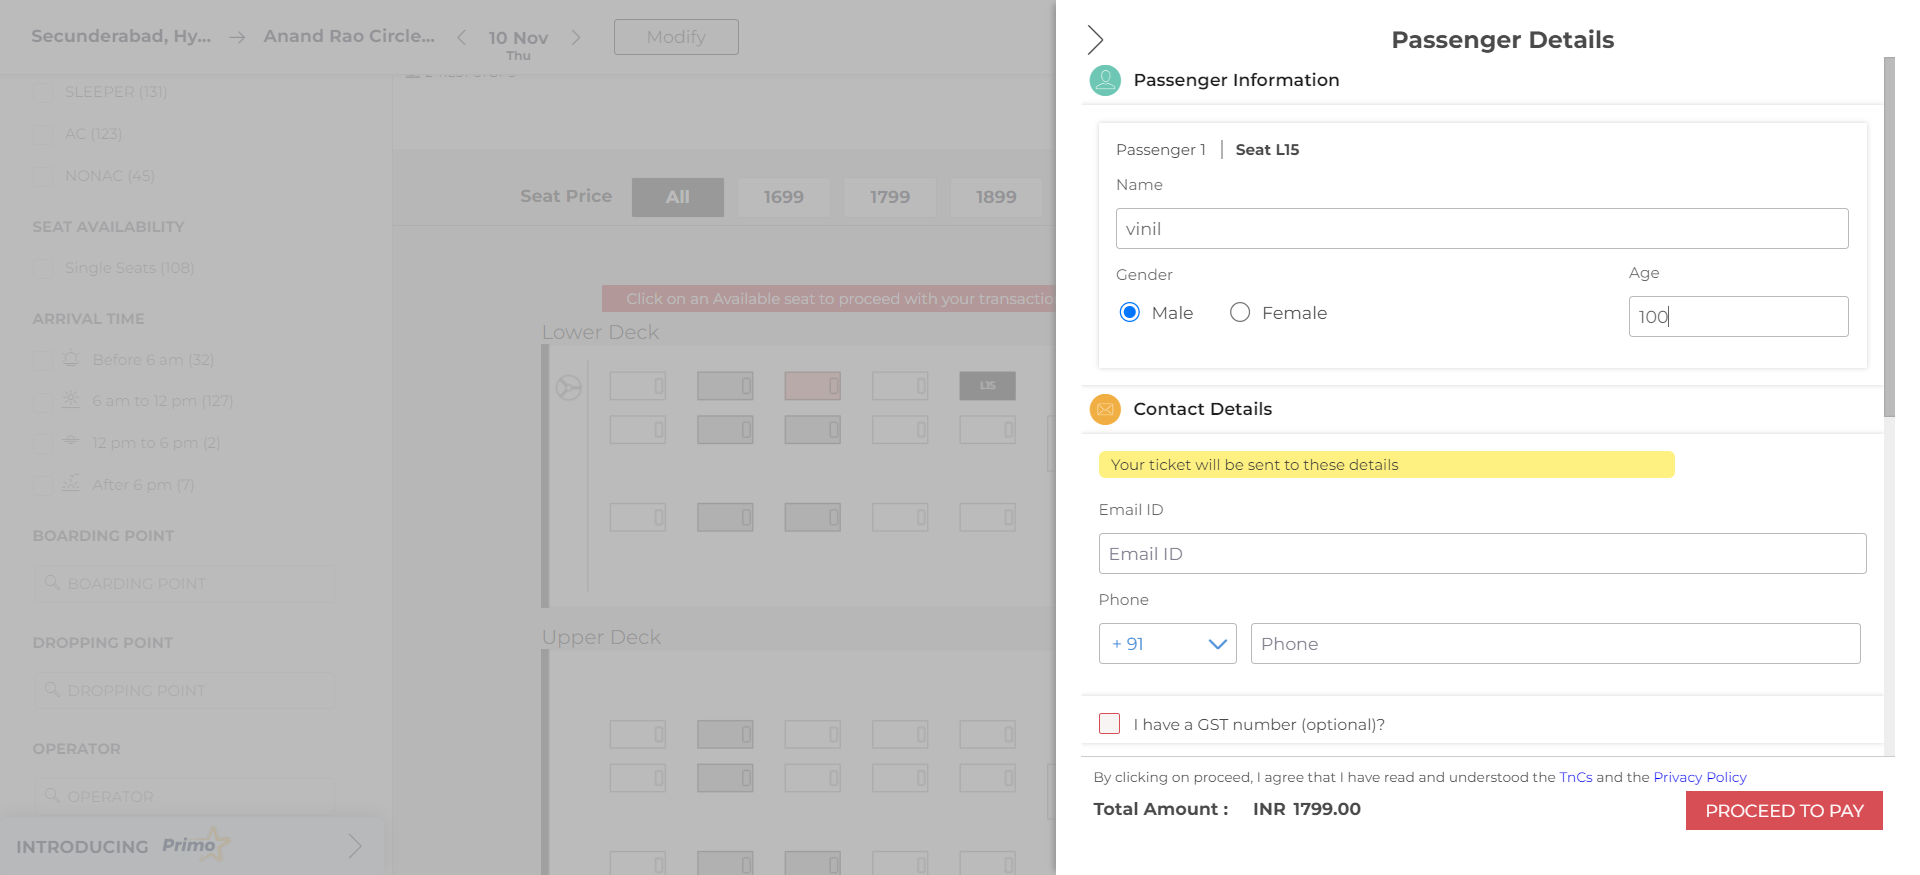 Secunderabad, Hy...
Anand Rao Circle...
10 Nov
Thu
Modify
SLEEPER (131)
AC (123)
NONAC (45)
SEAT AVAILABILITY
Single Seats (108)
ARRIVAL TIME
Before 6 am (32)
6 am to 12 pm (127)
12 pm to 6 pm (2)
After 6 pm (7)
BOARDING POINT
BOARDING POINT
DROPPING POINT
DROPPING POINT
OPERATOR
OPERATOR
INTRODUCING Primo
Seat Price All 1699 1799 1899
Click on an Available seat to proceed with your transactio
Lower Deck
L15
Upper Deck
Passenger Details
Passenger Information
Passenger 1 | Seat L15
Name
vinil
Gender
Age
Male Female
100
Contact Details
Your ticket will be sent to these details
Email ID
Email ID
Phone
+ 91
Phone
I have a GST number (optional)?
By clicking on proceed, I agree that I have read and understood the TnCs and the Privacy Policy
Total Amount : INR 1799.00
PROCEED TO PAY